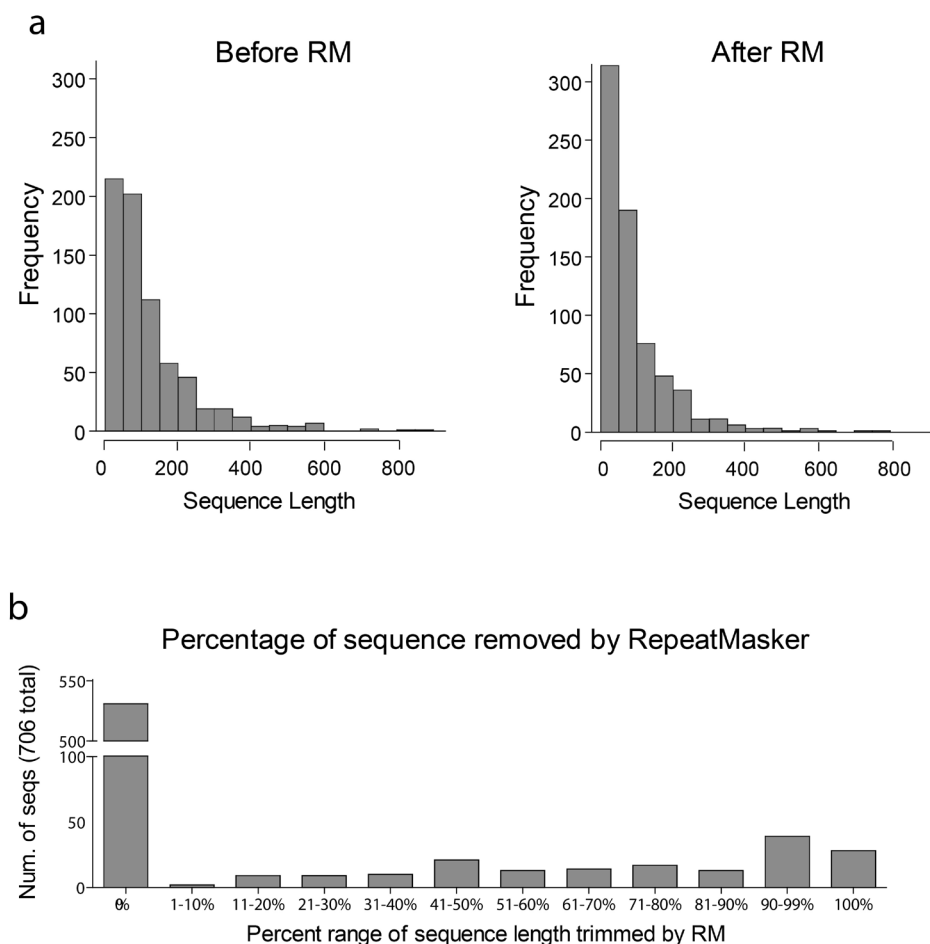 a
Before RM
After RM
300
250
200
150
100
50
0
Frequency
0 200 400 600 800
Sequence Length
300
250
200
150
100
50
0
Frequency
0 200 400 600 800
Sequence Length
b
Percentage of sequence removed by RepeatMasker
550
500
100
50
0
Num. of seqs (706 total)
0% 1-10% 11-20% 21-30% 31-40% 41-50% 51-60% 61-70% 71-80% 81-90% 90-99% 100%
Percent range of sequence length trimmed by RM